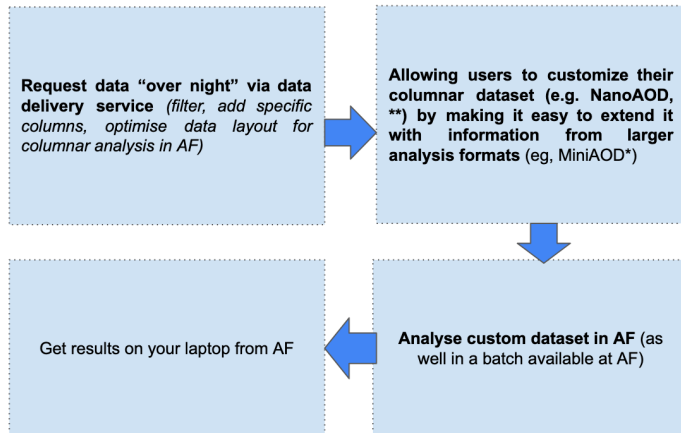 Request data “over night” via data
delivery service (filter, add specific
columns, optimise data layout for
columnar analysis in AF)
Allowing users to customize their
columnar dataset (e.g. NanoAOD,
**) by making it easy to extend it
with information from larger
analysis formats (eg, MiniAOD*)
Analyse custom dataset in AF (as
well in a batch available at AF)
Get results on your laptop from AF